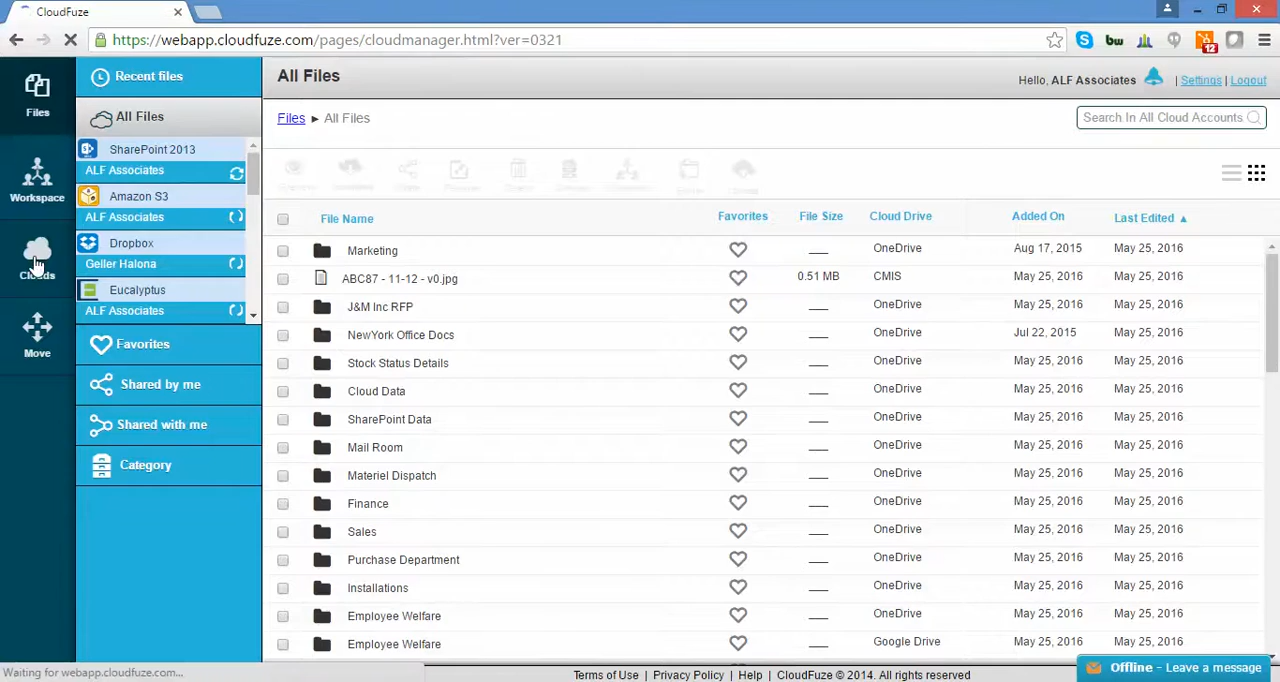 CloudFuze
https://webapp.cloudfuze.com/pages/cloudmanager.html?ver=0321
bw
12
Files
Workspace
Clouds
Move
Recent files
All Files
SharePoint 2013
ALF Associates
Amazon S3
ALF Associates
Dropbox
Geller Halona
Eucalyptus
ALF Associates
Favorites
Shared by me
Shared with me
Category
All Files
Hello, ALF Associates | Settings | Logout
Files ► All Files
Search In All Cloud Accounts
File Name Favorites File Size Cloud Drive Added On Last Edited ▲
Marketing OneDrive Aug 17, 2015 May 25, 2016
ABC87 - 11-12 - v0.jpg 0.51 MB CMIS May 25, 2016 May 25, 2016
J&M Inc RFP OneDrive May 25, 2016 May 25, 2016
NewYork Office Docs OneDrive Jul 22, 2015 May 25, 2016
Stock Status Details OneDrive May 25, 2016 May 25, 2016
Cloud Data OneDrive May 25, 2016 May 25, 2016
SharePoint Data OneDrive May 25, 2016 May 25, 2016
Mail Room OneDrive May 25, 2016 May 25, 2016
Materiel Dispatch OneDrive May 25, 2016 May 25, 2016
Finance OneDrive May 25, 2016 May 25, 2016
Sales OneDrive May 25, 2016 May 25, 2016
Purchase Department OneDrive May 25, 2016 May 25, 2016
Installations OneDrive May 25, 2016 May 25, 2016
Employee Welfare OneDrive May 25, 2016 May 25, 2016
Employee Welfare Google Drive May 25, 2016 May 25, 2016
Waiting for webapp.cloudfuze.com...
Terms of Use | Privacy Policy | Help | CloudFuze © 2014. All rights reserved
Offline – Leave a message